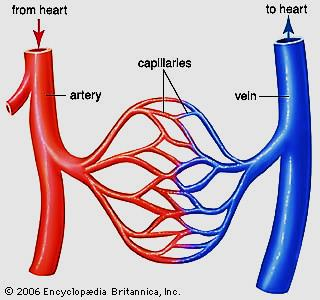 from heart
to heart
capillaries
artery
vein
© 2006 Encyclopædia Britannica, Inc.